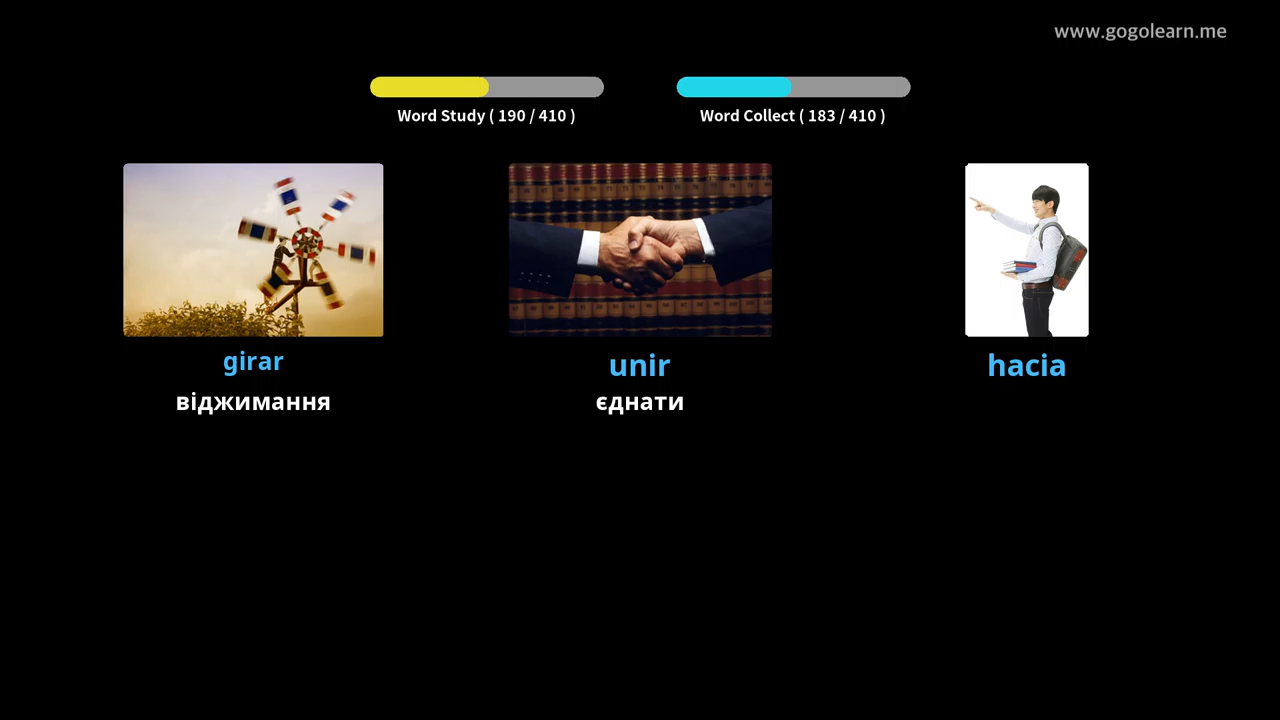 www.gogolearn.me
Word Study ( 190 / 410 )
Word Collect ( 183 / 410 )
girar
unir
hacia
віджимання
єднати